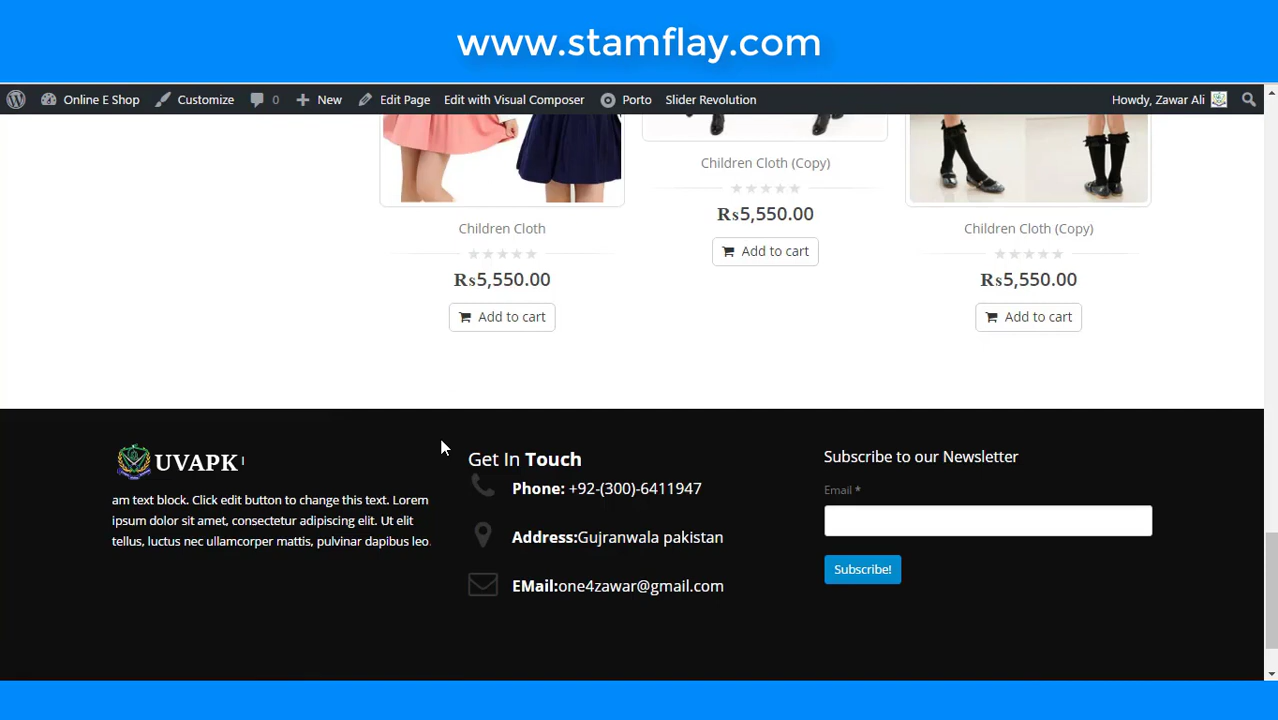 www.stamflay.com
Online E Shop Customize 0 New Edit Page Edit with Visual Composer Porto Slider Revolution Howdy, Zawar Ali
Children Cloth (Copy)
₨5,550.00
Add to cart
Children Cloth
₨5,550.00
Add to cart
Children Cloth (Copy)
₨5,550.00
Add to cart
UVAPK
am text block. Click edit button to change this text. Lorem
ipsum dolor sit amet, consectetur adipiscing elit. Ut elit
tellus, luctus nec ullamcorper mattis, pulvinar dapibus leo.
Get In Touch
Phone: +92-(300)-6411947
Address:Gujranwala pakistan
EMail:one4zawar@gmail.com
Subscribe to our Newsletter
Email *
Subscribe!